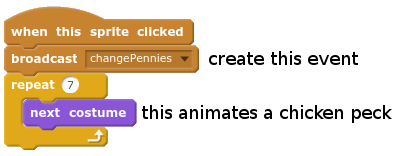 when this sprite clicked
broadcast changePennies create this event
repeat 7
next costume this animates a chicken peck